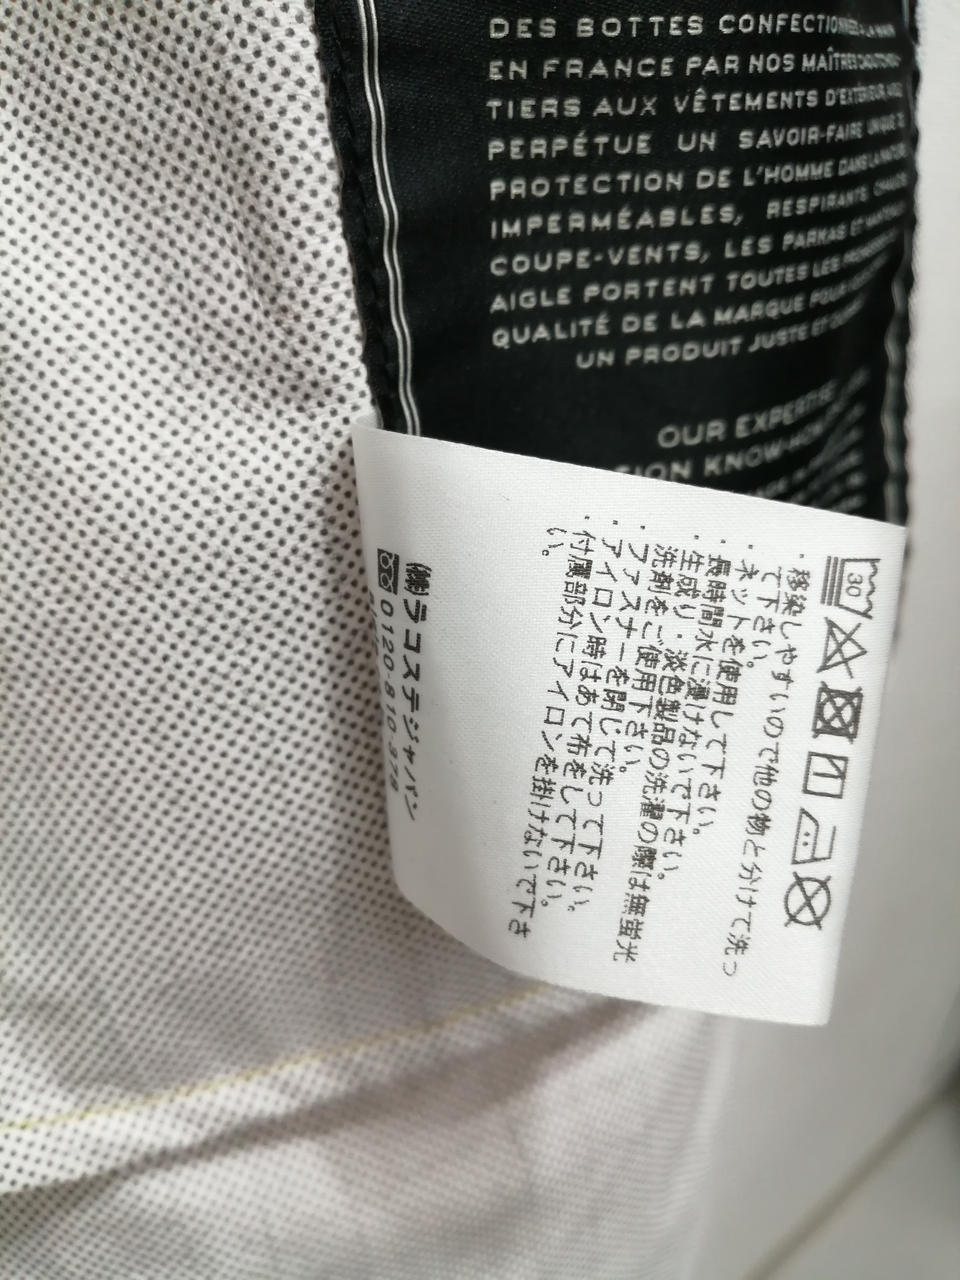 DES BOTTES CONFECTIONNÉES À LA MAIN
EN FRANCE PAR NOS MAÎTRES CAOUTCHOU-
TIERS AUX VÊTEMENTS D'EXTÉRIEUR AIGLE
PERPÉTUE UN SAVOIR-FAIRE UNIQUE
PROTECTION DE L'HOMME DANS LA NATURE
IMPERMÉABLES, RESPIRANTS, CHAUDS
COUPE-VENTS, LES PARKAS ET MANTEAUX
AIGLE PORTENT TOUTES LES
QUALITÉ DE LA MARQUE POUR
UN PRODUIT JUSTE ET
OUR EXPERTISE
KNOW-HOW
30
・移染しやすいので他の物と分けて洗っ
て下さい。
・ネットを使用して下さい。
・長時間水に浸けないで下さい。
・生成り・淡色製品の洗濯の際は無蛍光
洗剤をご使用下さい。
・ファスナーを閉じて洗って下さい。
・アイロン時はあて布をして下さい。
・付属部分にアイロンを掛けないで下さ
い。
㈱ラコステジャパン
0120-810-378